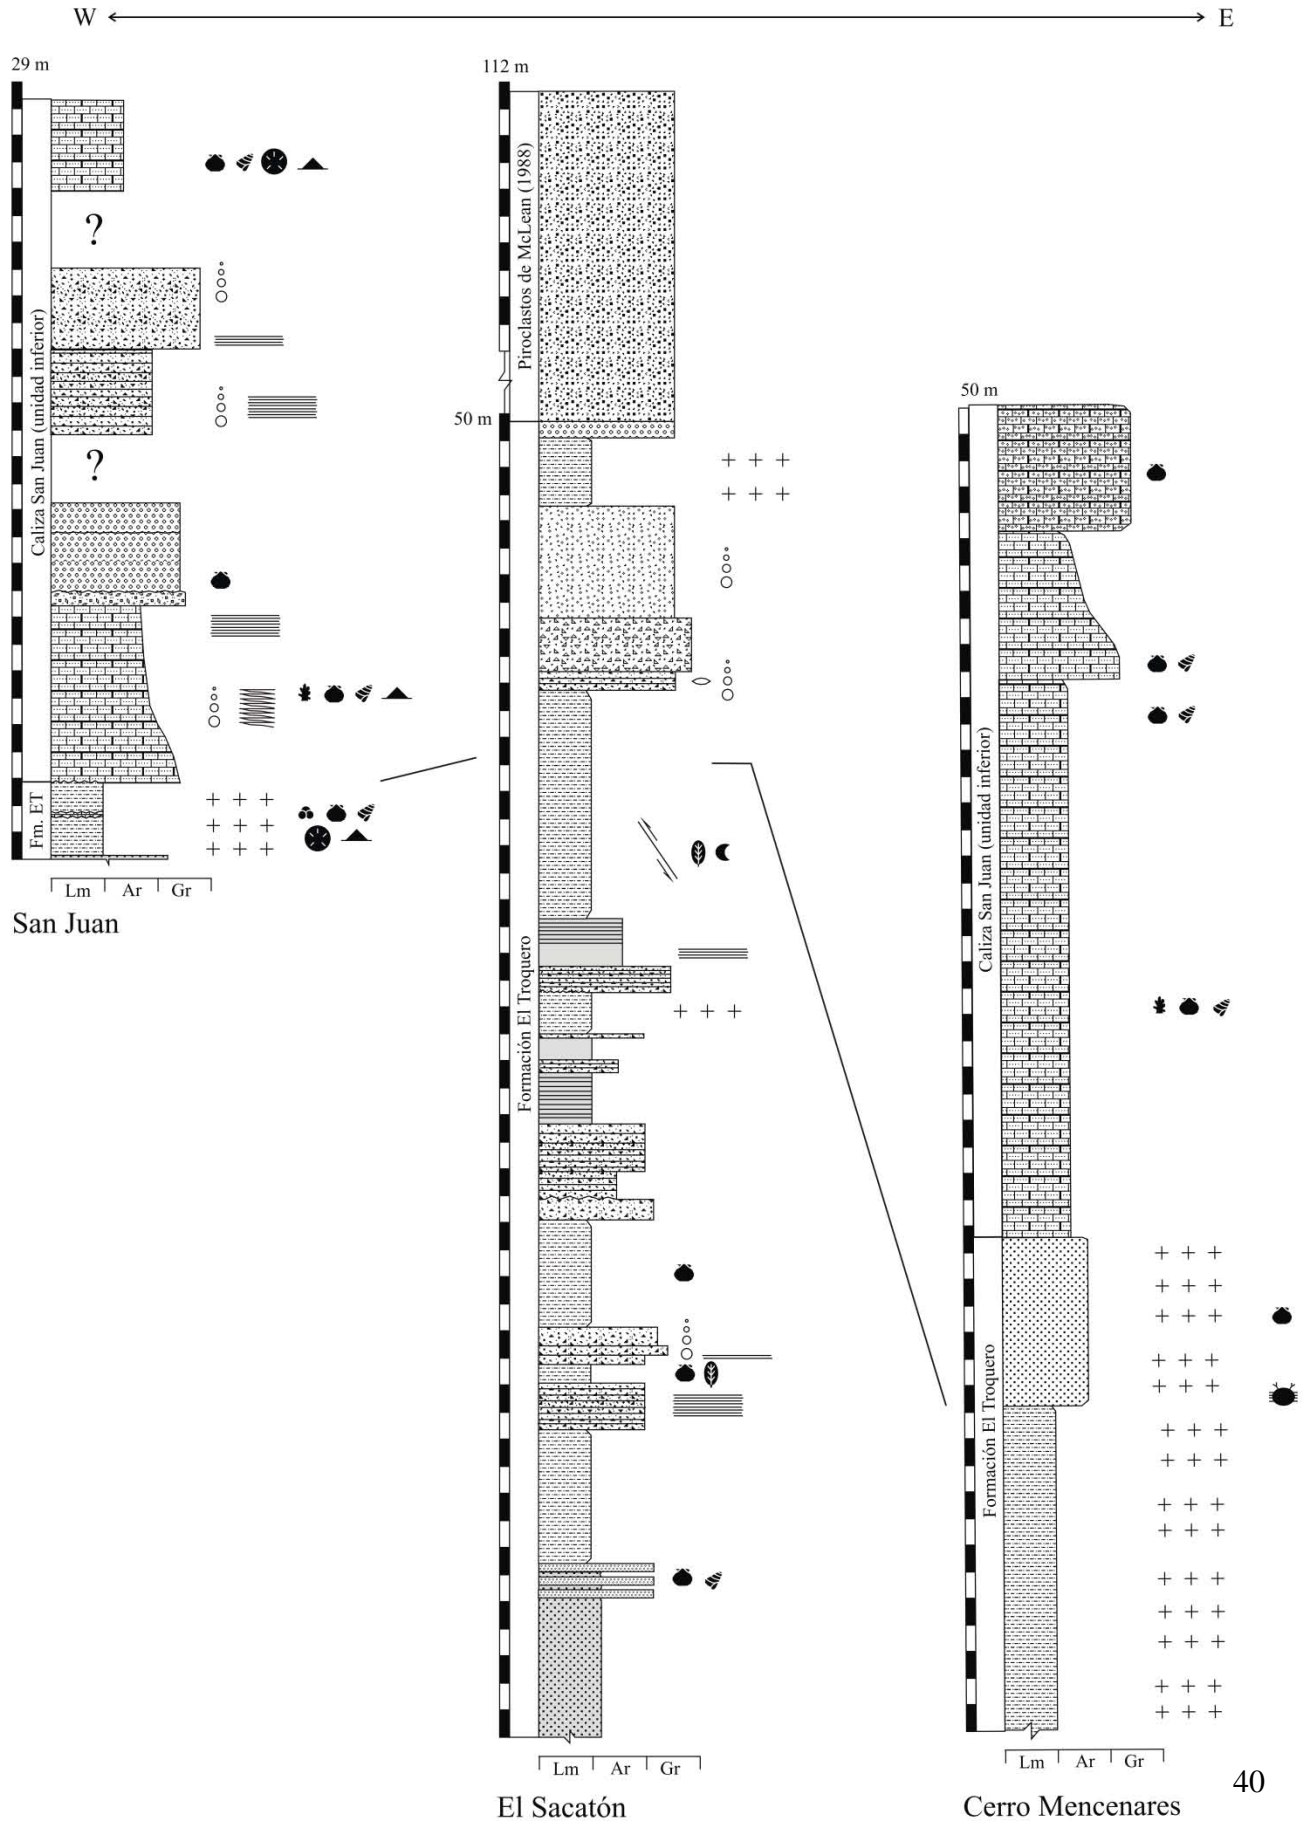 W E
29 m
Caliza San Juan (unidad inferior)
?
?
Fm. ET
Lm Ar Gr
San Juan
112 m
Piroclastos de McLean (1988)
50 m
Formación El Troquero
Lm Ar Gr
El Sacatón
50 m
Caliza San Juan (unidad inferior)
Formación El Troquero
Lm Ar Gr
Cerro Mencenares
40